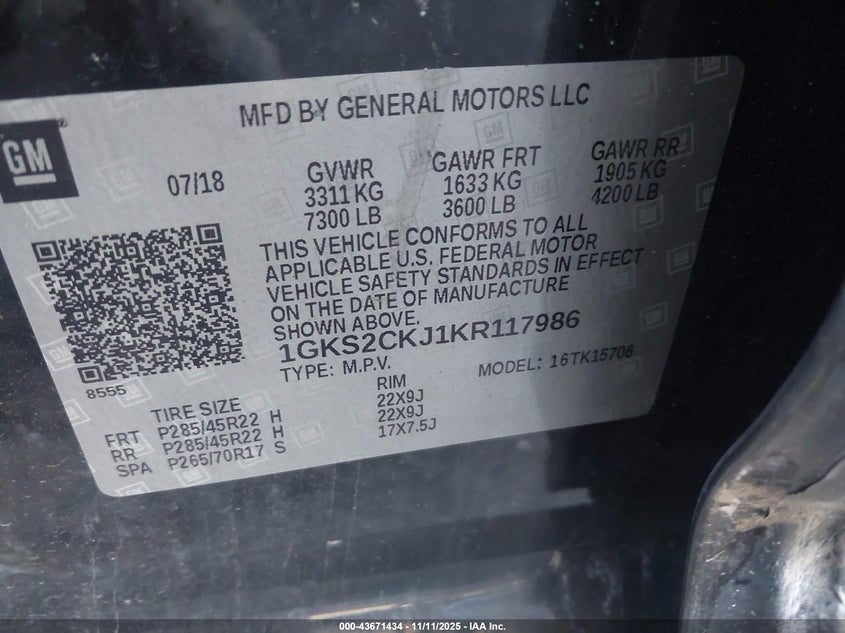 MFD BY GENERAL MOTORS LLC
GM
®
07/18
GVWR
3311 KG
7300 LB
GAWR FRT
1633 KG
3600 LB
GAWR RR
1905 KG
4200 LB
THIS VEHICLE CONFORMS TO ALL
APPLICABLE U.S. FEDERAL MOTOR
VEHICLE SAFETY STANDARDS IN EFFECT
ON THE DATE OF MANUFACTURE
SHOWN ABOVE.
1GKS2CKJ1KR117986
TYPE: M.P.V.
MODEL: 16TK15706
8555
TIRE SIZE RIM
FRT P285/45R22 H 22X9J
RR P285/45R22 H 22X9J
SPA P265/70R17 S 17X7.5J
000-43671434 - 11/11/2025 - IAA Inc.